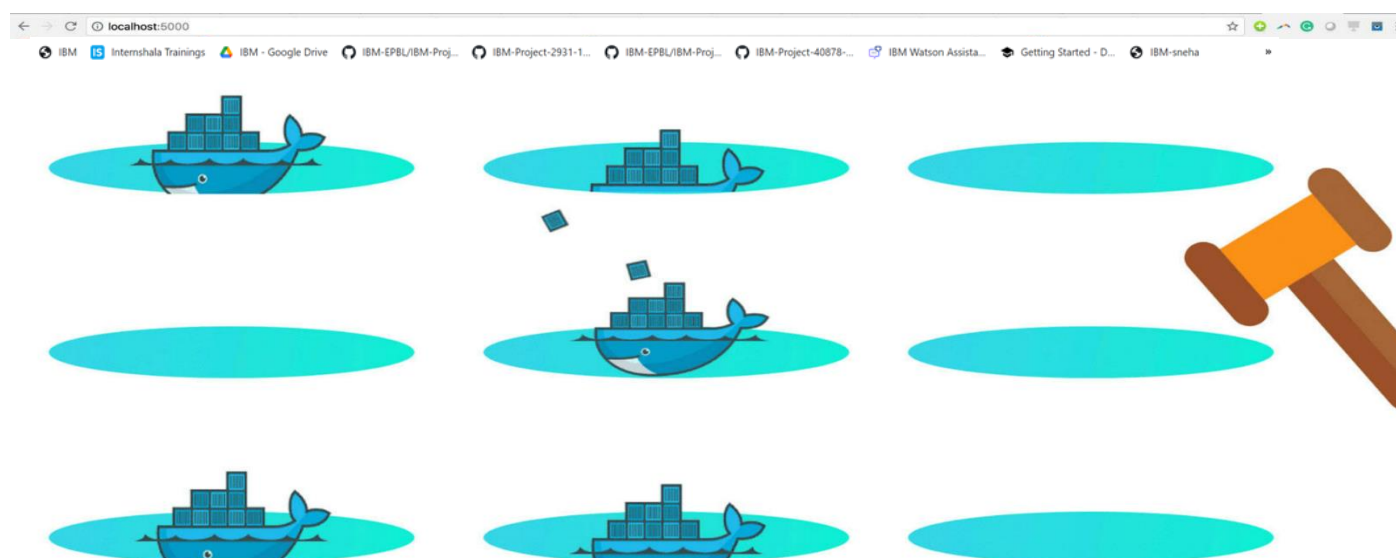 localhost:5000
IBM Internshala Trainings IBM - Google Drive IBM-EPBL/IBM-Proj... IBM-Project-2931-1... IBM-EPBL/IBM-Proj... IBM-Project-40878-... IBM Watson Assista... Getting Started - D... IBM-sneha »